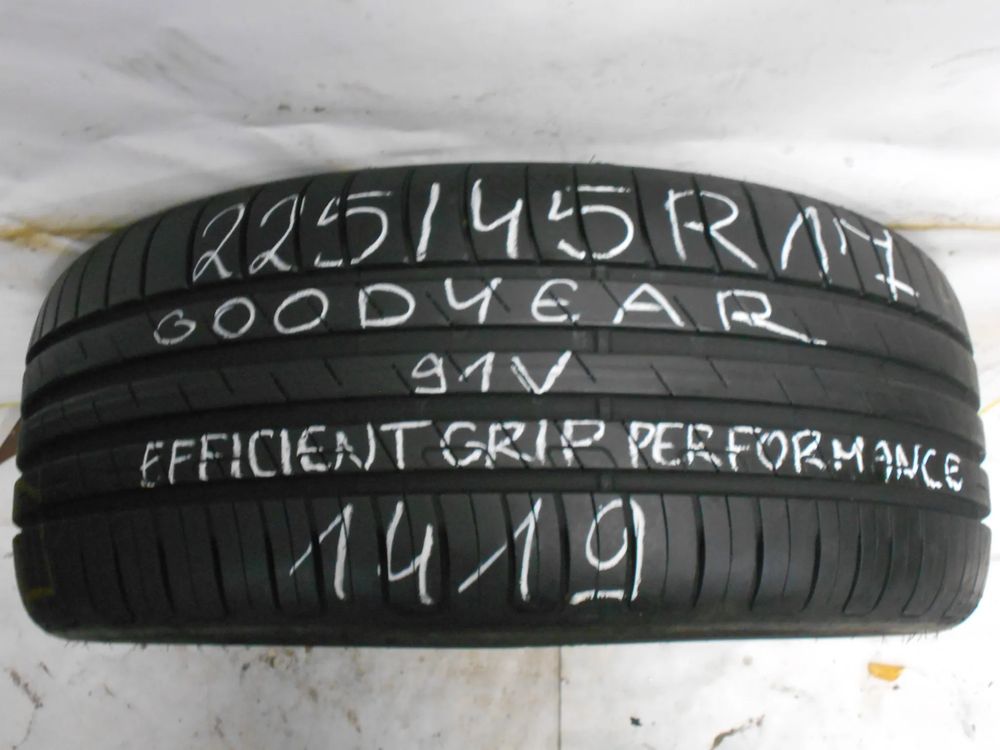 225/45R17
GOODYEAR
91V
EFFICIENTGRIP PERFORMANCE
1419